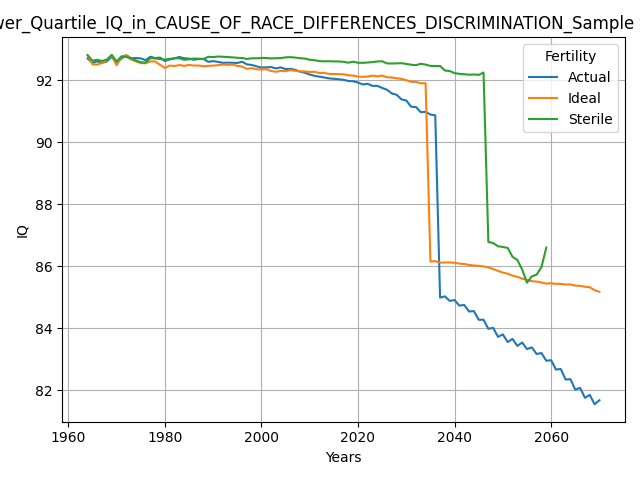 wer_Quartile_IQ_in_CAUSE_OF_RACE_DIFFERENCES_DISCRIMINATION_Sample
Fertility
Actual
Ideal
Sterile
92
90
88
86
84
82
IQ
1960
1980
2000
2020
2040
2060
Years